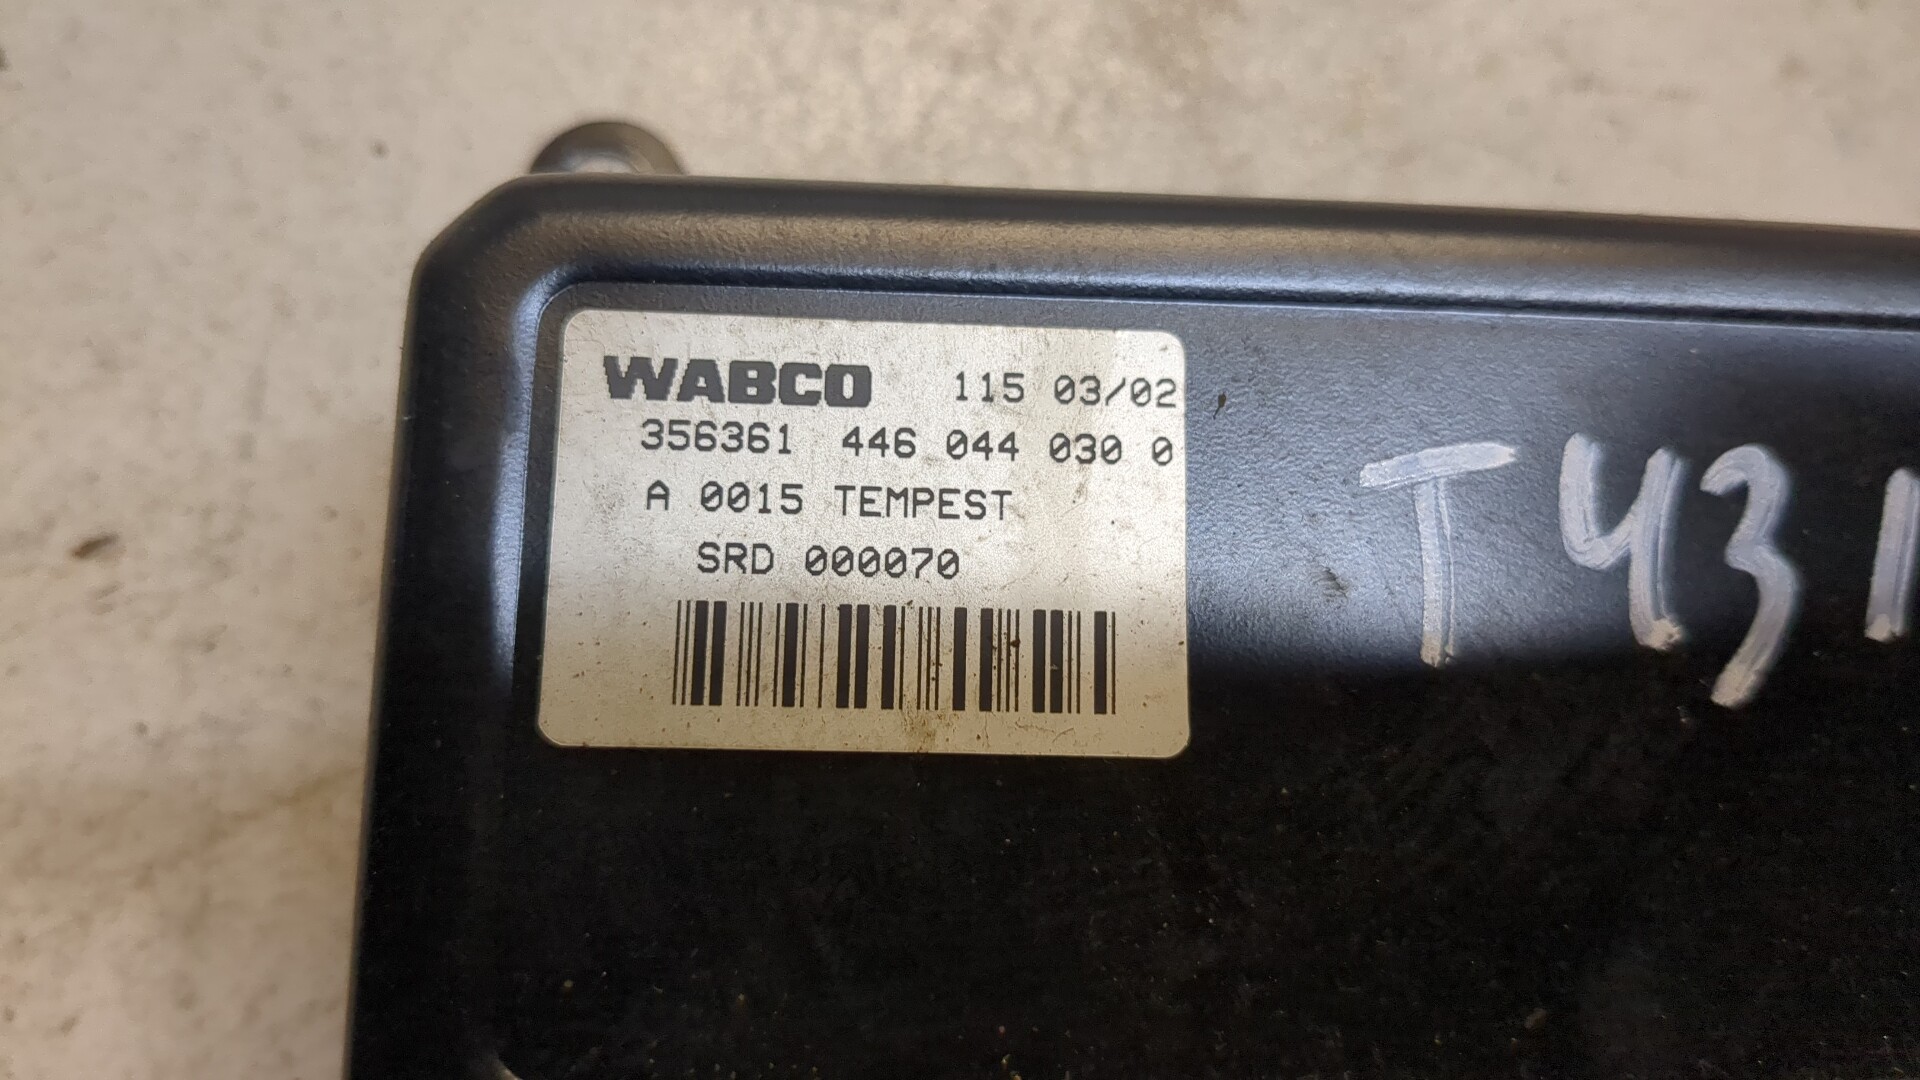 WABCO 115 03/02
356361 446 044 030 0
A 0015 TEMPEST
SRD 000070
T43